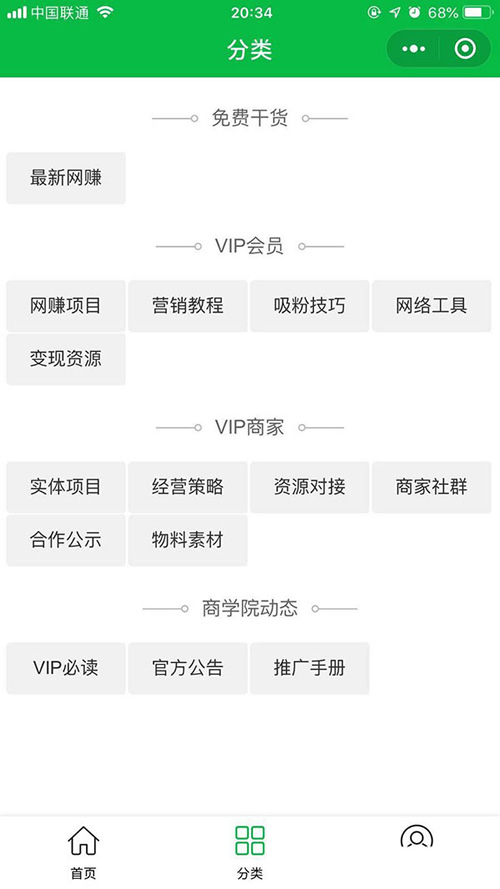 中国联通 20:34 68%
分类
免费干货
最新网赚
VIP会员
网赚项目 营销教程 吸粉技巧 网络工具
变现资源
VIP商家
实体项目 经营策略 资源对接 商家社群
合作公示 物料素材
商学院动态
VIP必读 官方公告 推广手册
首页 分类